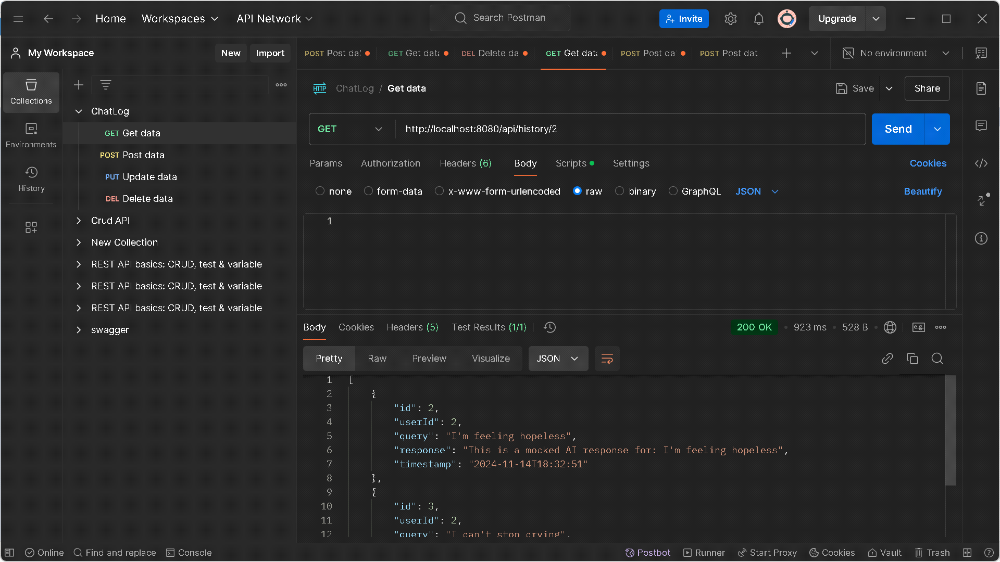 Home Workspaces API Network Search Postman Invite Upgrade
My Workspace New Import
POST Post da GET Get dat DEL Delete da GET Get dat POST Post da POST Post dat No environment
Collections
Environments
History
ChatLog
GET Get data
POST Post data
PUT Update data
DEL Delete data
Crud API
New Collection
REST API basics: CRUD, test & variable
REST API basics: CRUD, test & variable
REST API basics: CRUD, test & variable
swagger
HTTP ChatLog / Get data Save Share
GET http://localhost:8080/api/history/2 Send
Params Authorization Headers (6) Body Scripts Settings Cookies
none form-data x-www-form-urlencoded raw binary GraphQL JSON Beautify
1
Body Cookies Headers (5) Test Results (1/1) 200 OK 923 ms 528 B e.g.
Pretty Raw Preview Visualize JSON
1 [
2 {
3 "id": 2,
4 "userId": 2,
5 "query": "I'm feeling hopeless",
6 "response": "This is a mocked AI response for: I'm feeling hopeless",
7 "timestamp": "2024-11-14T18:32:51"
8 },
9 {
10 "id": 3,
11 "userId": 2,
12 "query": "I can't stop crying",
Online Find and replace Console Postbot Runner Start Proxy Cookies Vault Trash